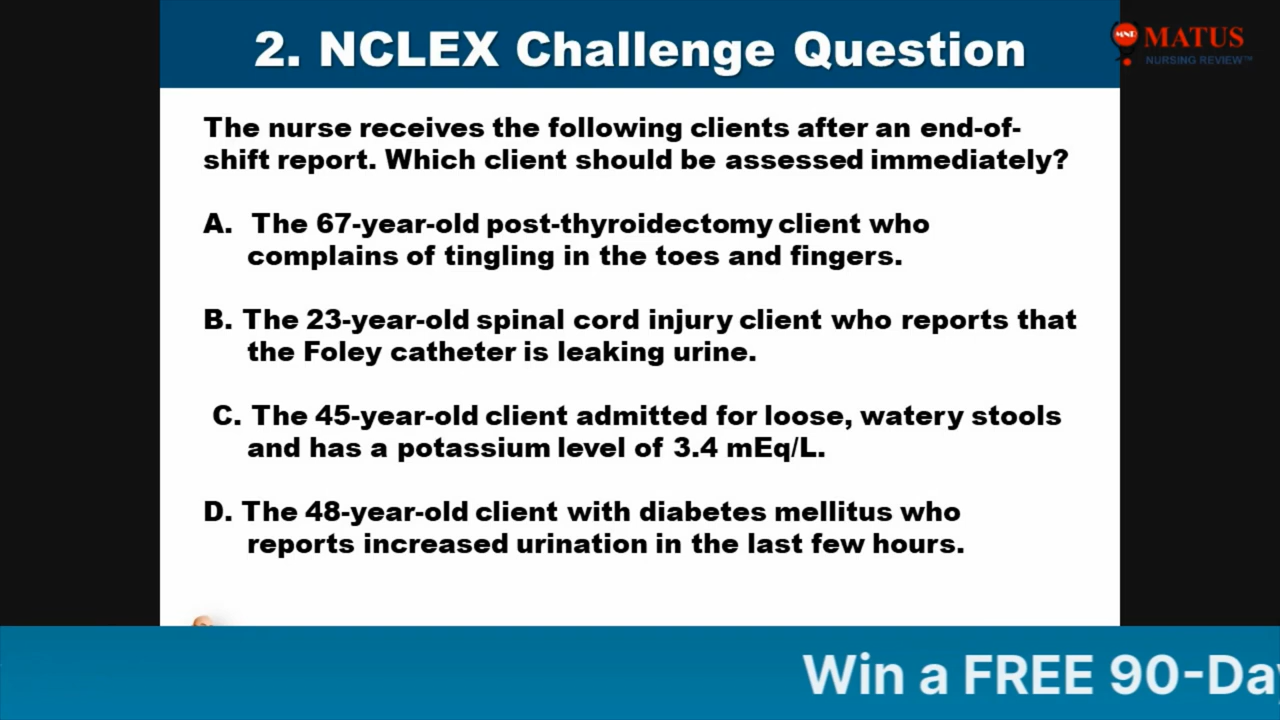 2. NCLEX Challenge Question
MNR
MATUS
NURSING REVIEW™
The nurse receives the following clients after an end-of-
shift report. Which client should be assessed immediately?
A. The 67-year-old post-thyroidectomy client who
complains of tingling in the toes and fingers.
B. The 23-year-old spinal cord injury client who reports that
the Foley catheter is leaking urine.
C. The 45-year-old client admitted for loose, watery stools
and has a potassium level of 3.4 mEq/L.
D. The 48-year-old client with diabetes mellitus who
reports increased urination in the last few hours.
Win a FREE 90-Day